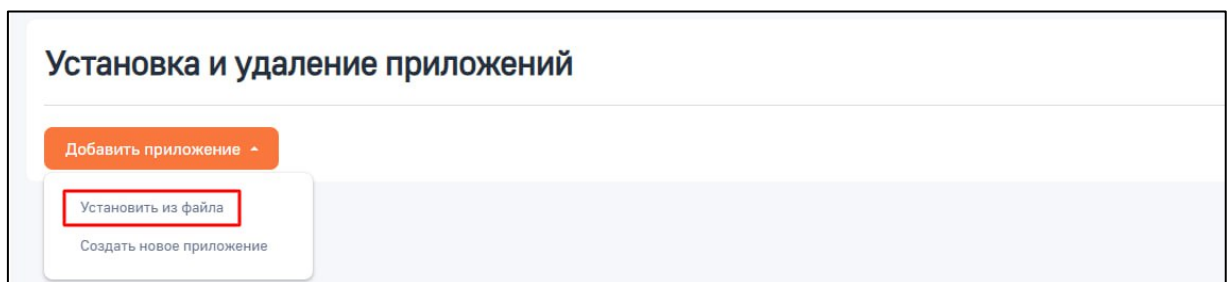 Установка и удаление приложений
Добавить приложение
Установить из файла
Создать новое приложение